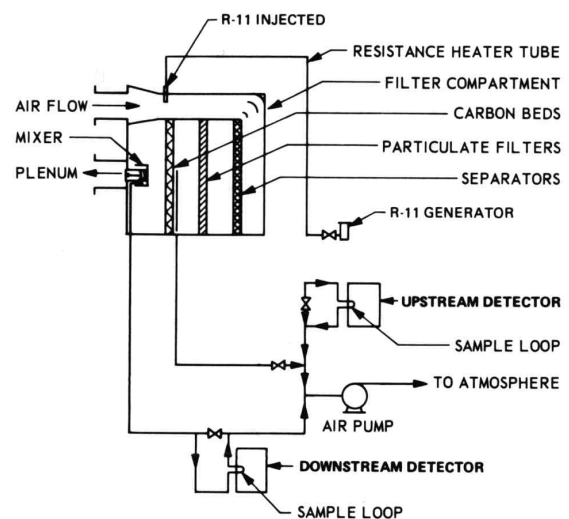 R-11 INJECTED
RESISTANCE HEATER TUBE
FILTER COMPARTMENT
AIR FLOW
CARBON BEDS
MIXER
PARTICULATE FILTERS
PLENUM
SEPARATORS
R-11 GENERATOR
UPSTREAM DETECTOR
SAMPLE LOOP
TO ATMOSPHERE
AIR PUMP
DOWNSTREAM DETECTOR
SAMPLE LOOP